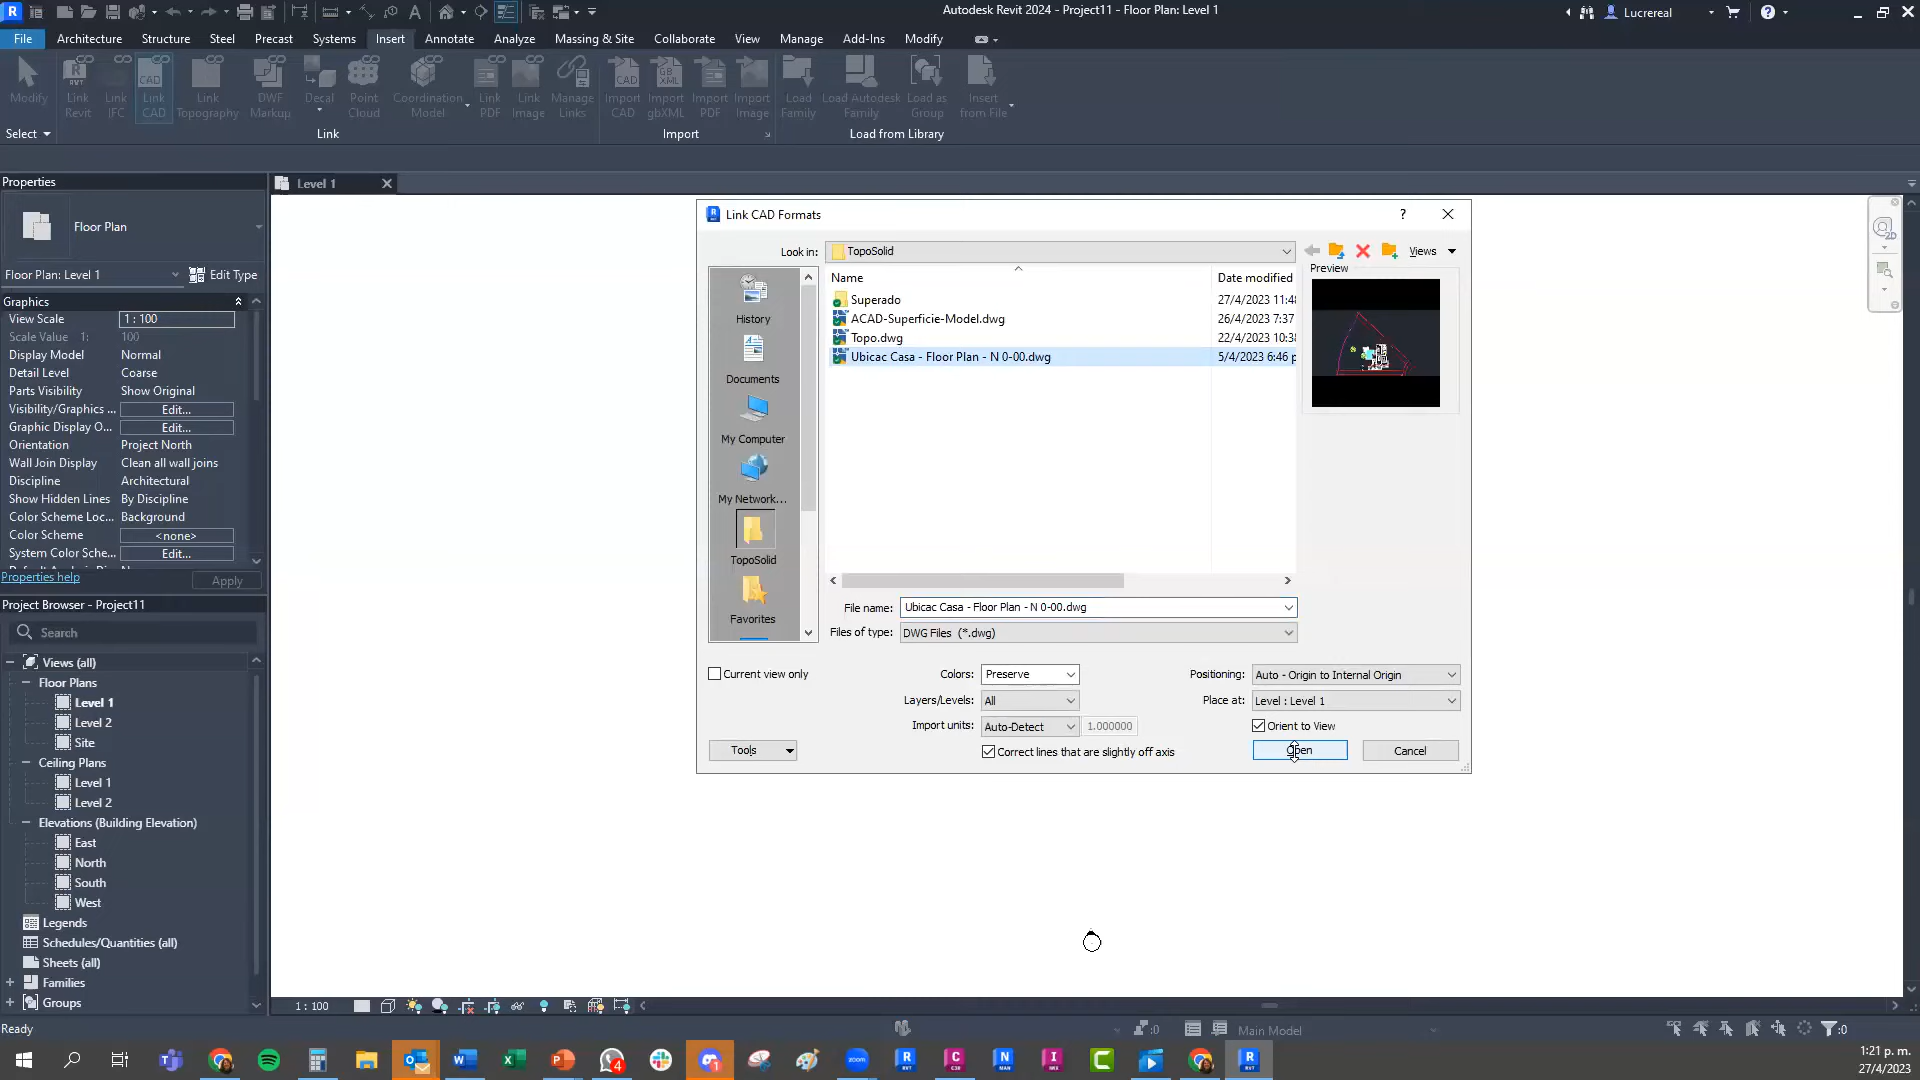 Autodesk Revit 2024 - Project11 - Floor Plan: Level 1
Lucrereal
File Architecture Structure Steel Precast Systems Insert Annotate Analyze Massing & Site Collaborate View Manage Add-Ins Modify
Modify
Link Revit
Link IFC
Link CAD
Link Topography
DWF Markup
Decal
Point Cloud
Coordination Model
Link PDF
Link Image
Manage Links
Import CAD
Import gbXML
Import PDF
Import Image
Load Family
Load Autodesk Family
Load as Group
Insert from File
Select
Link
Import
Load from Library
Properties
Level 1
Floor Plan
Floor Plan: Level 1
Edit Type
Graphics
View Scale 1 : 100
Scale Value 1: 100
Display Model Normal
Detail Level Coarse
Parts Visibility Show Original
Visibility/Graphics ... Edit...
Graphic Display O... Edit...
Orientation Project North
Wall Join Display Clean all wall joins
Discipline Architectural
Show Hidden Lines By Discipline
Color Scheme Loc... Background
Color Scheme <none>
System Color Sche... Edit...
Properties help
Apply
Project Browser - Project11
Search
Views (all)
Floor Plans
Level 1
Level 2
Site
Ceiling Plans
Level 1
Level 2
Elevations (Building Elevation)
East
North
South
West
Legends
Schedules/Quantities (all)
Sheets (all)
Families
Groups
Link CAD Formats
?
Look in: TopoSolid
Views
Name Date modified
Preview
Superado 27/4/2023 11:48
ACAD-Superficie-Model.dwg 26/4/2023 7:37
Topo.dwg 22/4/2023 10:38
Ubicac Casa - Floor Plan - N 0-00.dwg 5/4/2023 6:46 p
History
Documents
My Computer
My Network...
TopoSolid
Favorites
File name: Ubicac Casa - Floor Plan - N 0-00.dwg
Files of type: DWG Files (*.dwg)
Current view only
Colors: Preserve
Positioning: Auto - Origin to Internal Origin
Layers/Levels: All
Place at: Level : Level 1
Import units: Auto-Detect 1.000000
Orient to View
Tools
Correct lines that are slightly off axis
Open
Cancel
1 : 100
Ready
:0
Main Model
:0
1:21 p. m.
27/4/2023